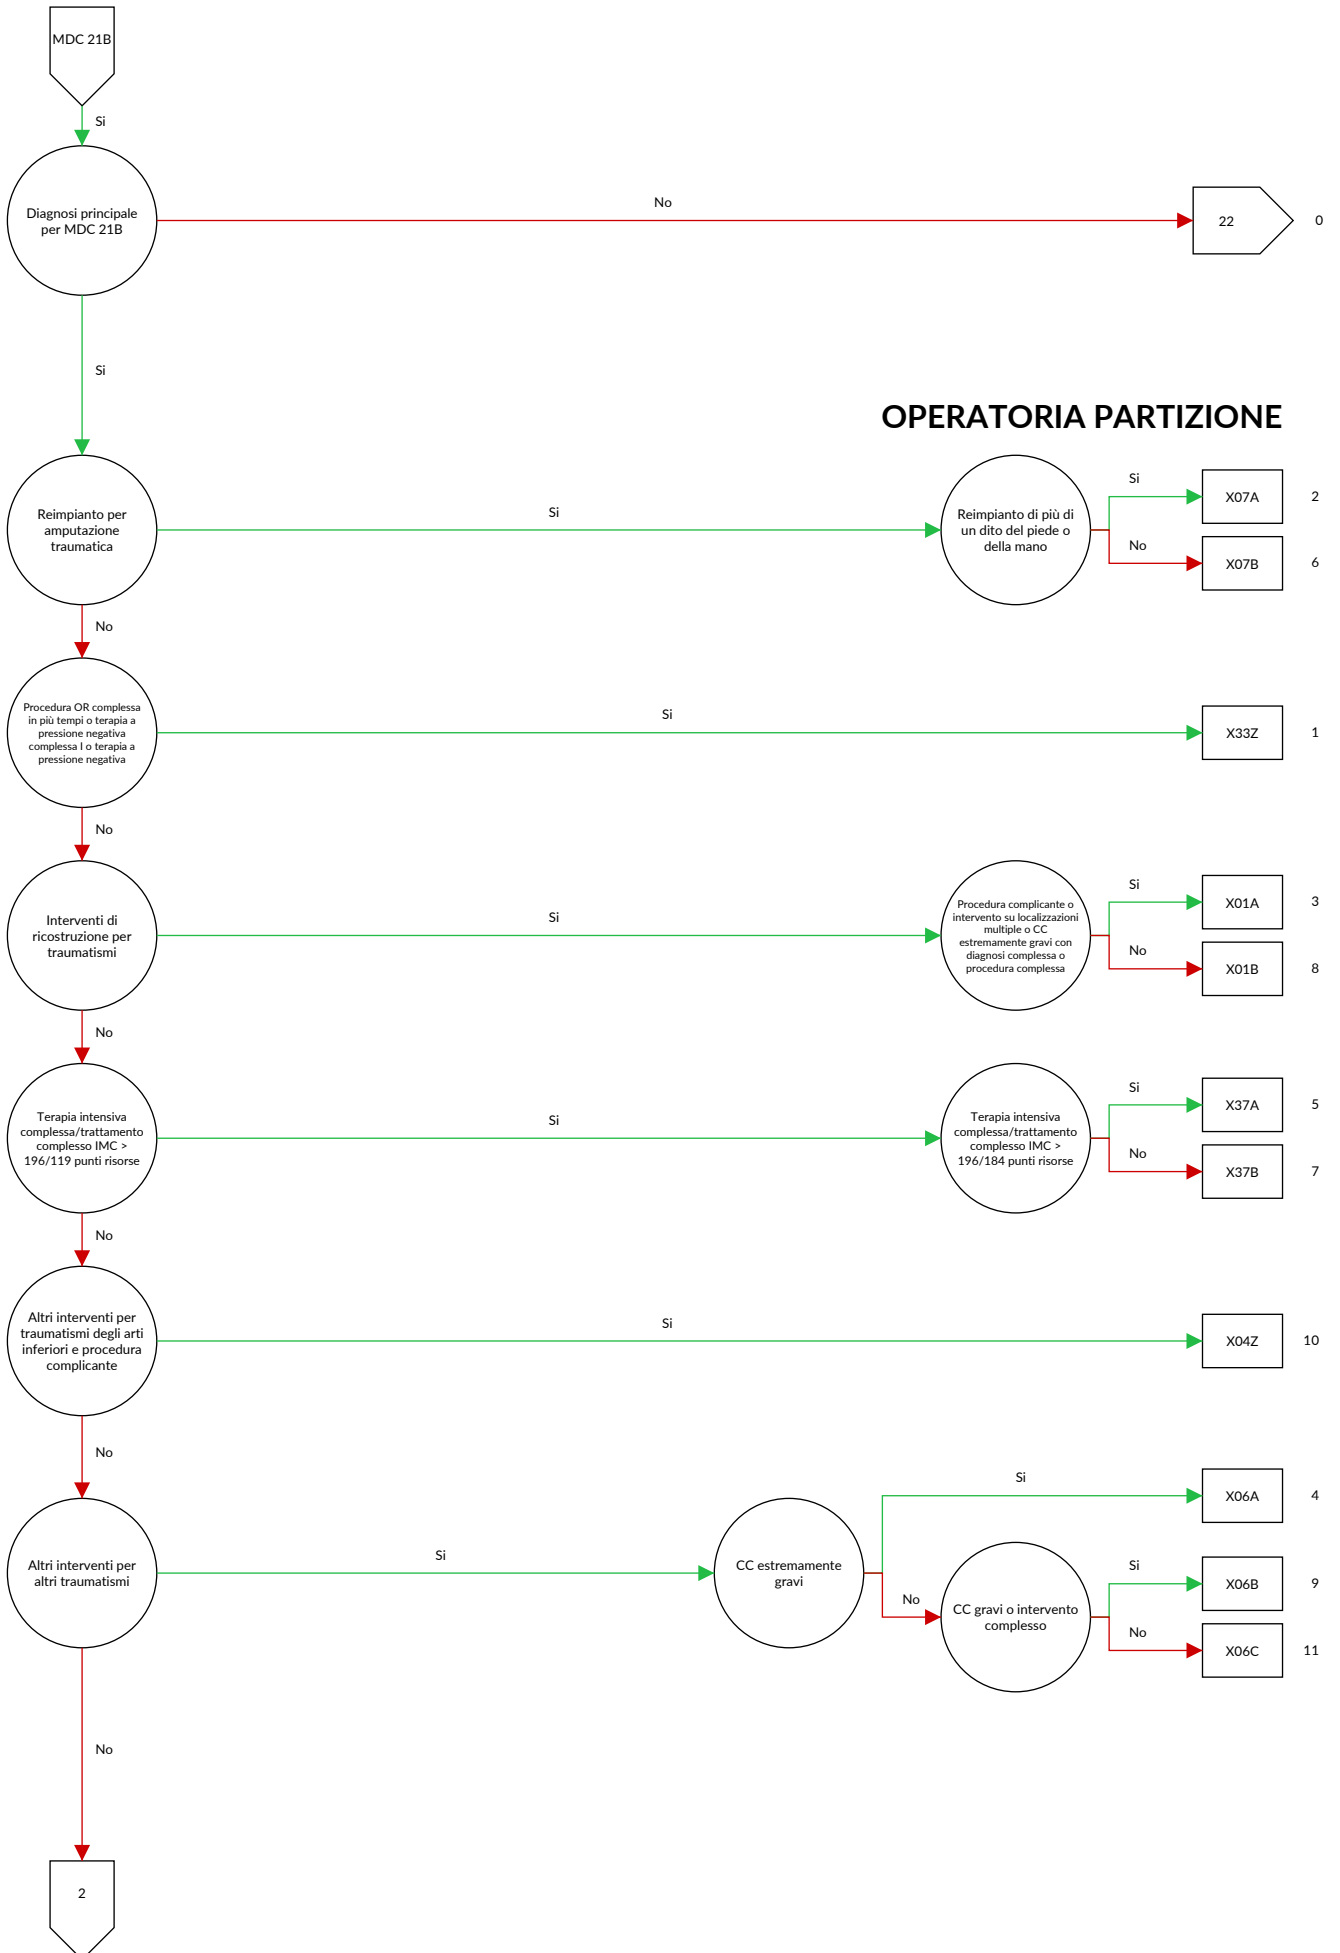 MDC 21B
Si
Diagnosi principale
per MDC 21B
No
22
0
Si
OPERATORIA PARTIZIONE
Reimpianto per
amputazione
traumatica
Si
Reimpianto di più di
un dito del piede o
della mano
Si
X07A
2
No
X07B
6
No
Procedura OR complessa
in più tempi o terapia a
pressione negativa
complessa I o terapia a
pressione negativa
Si
X33Z
1
No
Interventi di
ricostruzione per
traumatismi
Si
Procedura complicante o
intervento su localizzazioni
multiple o CC
estremamente gravi con
diagnosi complessa o
procedura complessa
Si
X01A
3
No
X01B
8
No
Terapia intensiva
complessa/trattamento
complesso IMC >
196/119 punti risorse
Si
Terapia intensiva
complessa/trattamento
complesso IMC >
196/184 punti risorse
Si
X37A
5
No
X37B
7
No
Altri interventi per
traumatismi degli arti
inferiori e procedura
complicante
Si
X04Z
10
No
Altri interventi per
altri traumatismi
Si
CC estremamente
gravi
Si
X06A
4
No
CC gravi o intervento
complesso
Si
X06B
9
No
X06C
11
No
2